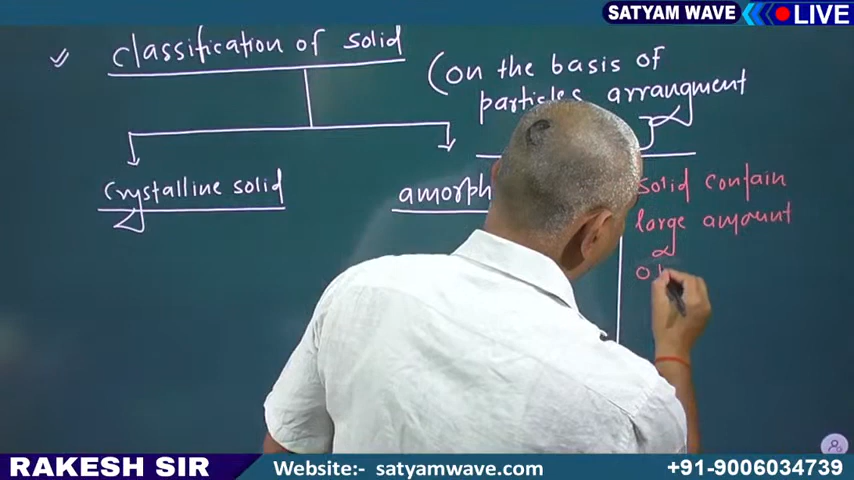 SATYAM WAVE LIVE
classification of solid
(on the basis of
particles arrangment
crystalline solid
amorph
solid contain
large amount
RAKESH SIR
Website:- satyamwave.com
+91-9006034739